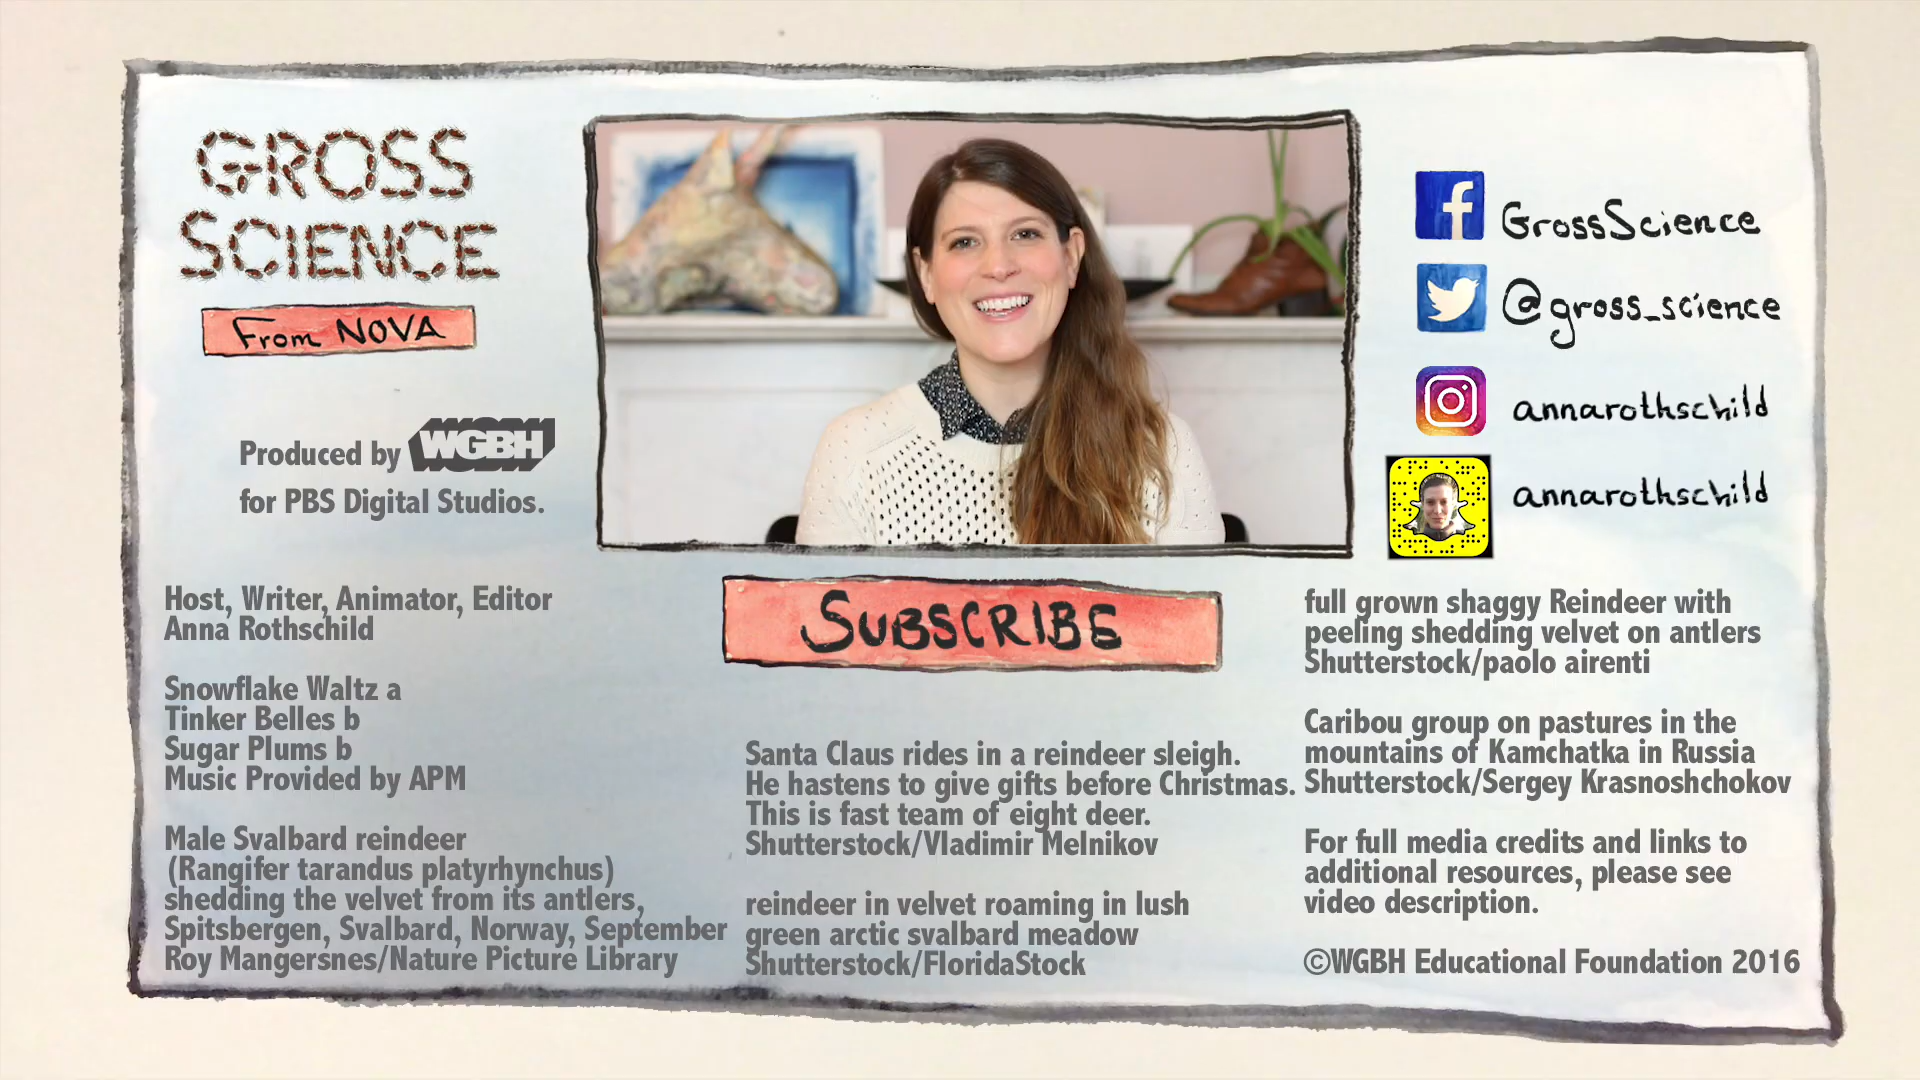 GROSS
SCIENCE
From NOVA
Produced by WGBH
for PBS Digital Studios.
Host, Writer, Animator, Editor
Anna Rothschild
Snowflake Waltz a
Tinker Belles b
Sugar Plums b
Music Provided by APM
Male Svalbard reindeer
(Rangifer tarandus platyrhynchus)
shedding the velvet from its antlers,
Spitsbergen, Svalbard, Norway, September
Roy Mangersnes/Nature Picture Library
SUBSCRIBE
Santa Claus rides in a reindeer sleigh.
He hastens to give gifts before Christmas.
This is fast team of eight deer.
Shutterstock/Vladimir Melnikov
reindeer in velvet roaming in lush
green arctic svalbard meadow
Shutterstock/FloridaStock
f GrossScience
@gross_science
annarothschild
annarothschild
full grown shaggy Reindeer with
peeling shedding velvet on antlers
Shutterstock/paolo airenti
Caribou group on pastures in the
mountains of Kamchatka in Russia
Shutterstock/Sergey Krasnoshchokov
For full media credits and links to
additional resources, please see
video description.
©WGBH Educational Foundation 2016